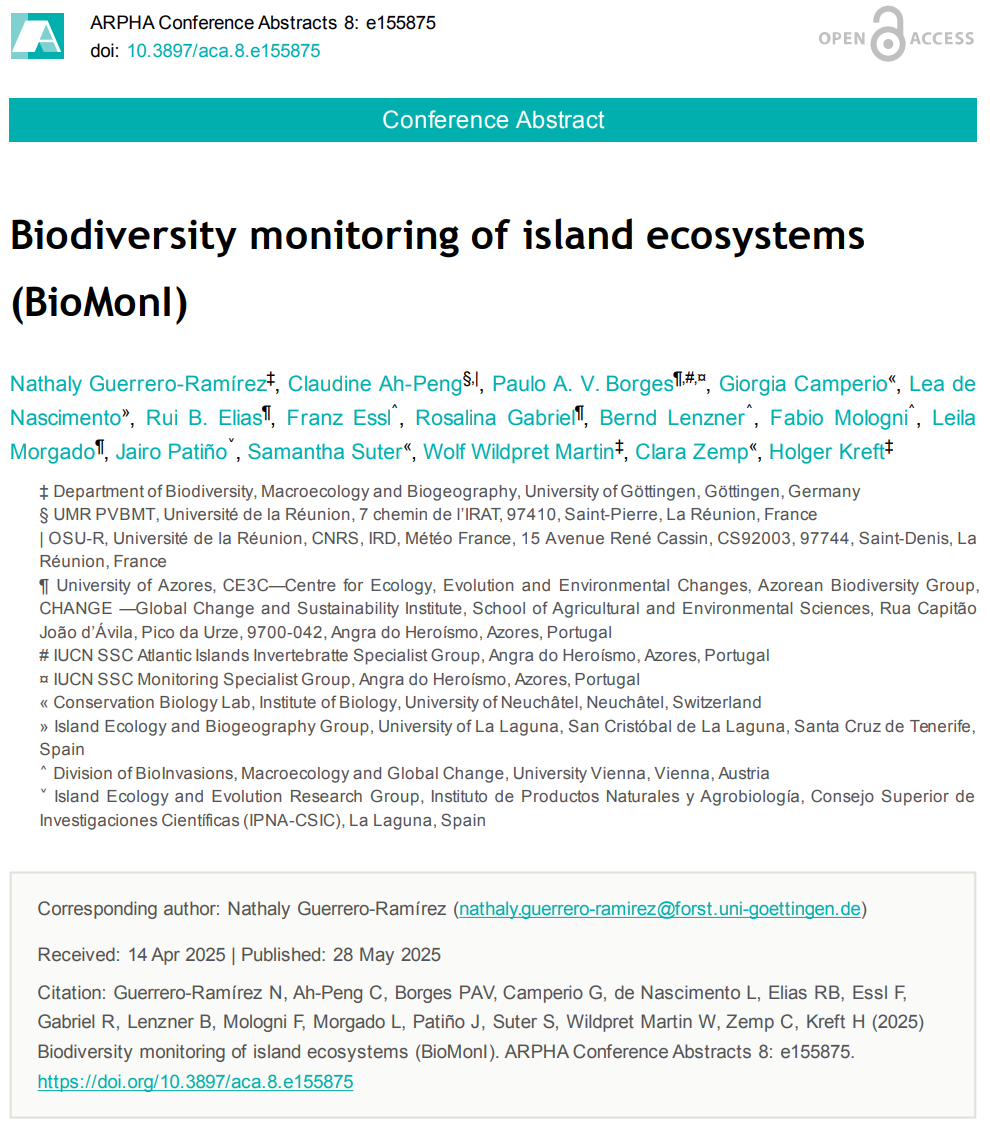 ARPHA Conference Abstracts 8: e155875
doi: 10.3897/aca.8.e155875
OPEN ACCESS
Conference Abstract
Biodiversity monitoring of island ecosystems
(BioMonI)
Nathaly Guerrero-Ramírez‡, Claudine Ah-Peng§,|, Paulo A. V. Borges¶,#,¤, Giorgia Camperio«, Lea de
Nascimento», Rui B. Elias¶, Franz Essl˄, Rosalina Gabriel¶, Bernd Lenzner˄, Fabio Mologni˄, Leila
Morgado¶, Jairo Patiño˅, Samantha Suter«, Wolf Wildpret Martin‡, Clara Zemp«, Holger Kreft‡
‡ Department of Biodiversity, Macroecology and Biogeography, University of Göttingen, Göttingen, Germany
§ UMR PVBMT, Université de la Réunion, 7 chemin de l’IRAT, 97410, Saint-Pierre, La Réunion, France
| OSU-R, Université de la Réunion, CNRS, IRD, Météo France, 15 Avenue René Cassin, CS92003, 97744, Saint-Denis, La
Réunion, France
¶ University of Azores, CE3C—Centre for Ecology, Evolution and Environmental Changes, Azorean Biodiversity Group,
CHANGE —Global Change and Sustainability Institute, School of Agricultural and Environmental Sciences, Rua Capitão
João d’Ávila, Pico da Urze, 9700-042, Angra do Heroísmo, Azores, Portugal
# IUCN SSC Atlantic Islands Invertebratte Specialist Group, Angra do Heroísmo, Azores, Portugal
¤ IUCN SSC Monitoring Specialist Group, Angra do Heroísmo, Azores, Portugal
« Conservation Biology Lab, Institute of Biology, University of Neuchâtel, Neuchâtel, Switzerland
» Island Ecology and Biogeography Group, University of La Laguna, San Cristóbal de La Laguna, Santa Cruz de Tenerife,
Spain
˄ Division of BioInvasions, Macroecology and Global Change, University Vienna, Vienna, Austria
˅ Island Ecology and Evolution Research Group, Instituto de Productos Naturales y Agrobiología, Consejo Superior de
Investigaciones Científicas (IPNA-CSIC), La Laguna, Spain
Corresponding author: Nathaly Guerrero-Ramírez (nathaly.guerrero-ramirez@forst.uni-goettingen.de)
Received: 14 Apr 2025 | Published: 28 May 2025
Citation: Guerrero-Ramírez N, Ah-Peng C, Borges PAV, Camperio G, de Nascimento L, Elias RB, Essl F,
Gabriel R, Lenzner B, Mologni F, Morgado L, Patiño J, Suter S, Wildpret Martin W, Zemp C, Kreft H (2025)
Biodiversity monitoring of island ecosystems (BioMonI). ARPHA Conference Abstracts 8: e155875.
https://doi.org/10.3897/aca.8.e155875